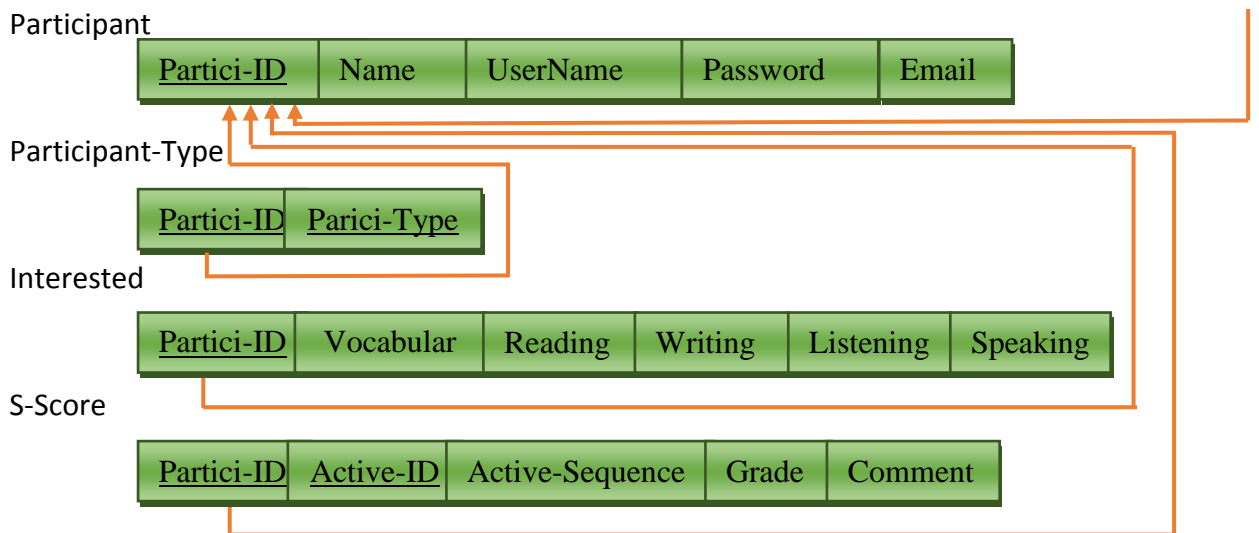 Participant
Partici-ID Name UserName Password Email
Participant-Type
Partici-ID Parici-Type
Interested
Partici-ID Vocabular Reading Writing Listening Speaking
S-Score
Partici-ID Active-ID Active-Sequence Grade Comment